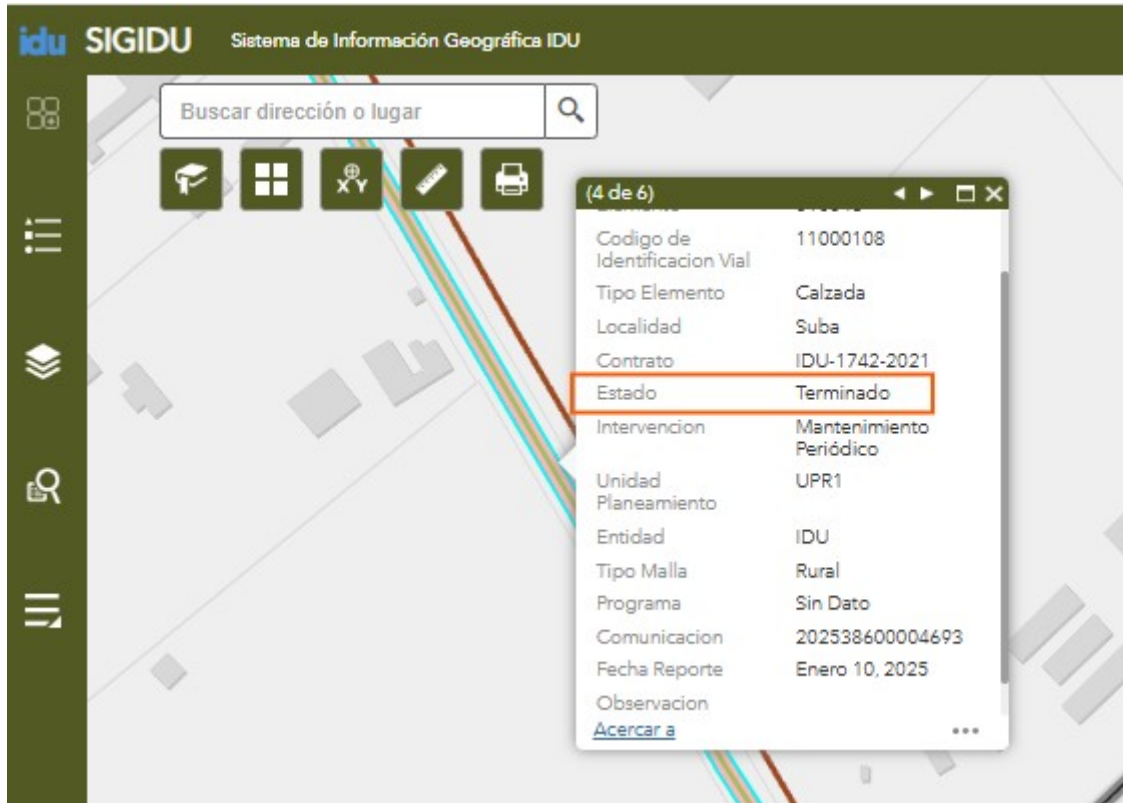 idu SIGIDU Sistema de Información Geográfica IDU
Buscar dirección o lugar
X Y
(4 de 6)
Codigo de Identificacion Vial 11000108
Tipo Elemento Calzada
Localidad Suba
Contrato IDU-1742-2021
Estado Terminado
Intervencion Mantenimiento Periódico
Unidad Planeamiento UPR1
Entidad IDU
Tipo Malla Rural
Programa Sin Dato
Comunicacion 202538600004693
Fecha Reporte Enero 10, 2025
Observacion
Acercar a